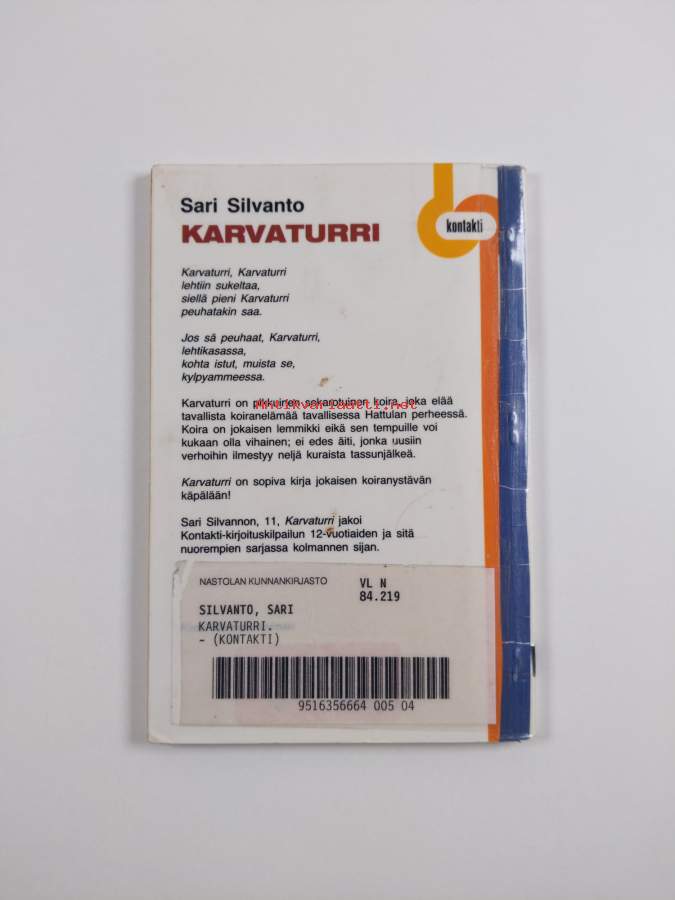 Sari Silvanto
KARVATURRI
kontakti
Karvaturri, Karvaturri
lehtiin sukeltaa,
siellä pieni Karvaturri
peuhatakin saa.
Jos sä peuhaat, Karvaturri,
lehtikasassa,
kohta istut, muista se,
kylpyammeessa.
Karvaturri on pikkuinen sekarotuinen koira, joka elää
Antikvariaatti.net
tavallista koiranelämää tavallisessa Hattulan perheessä.
Koira on jokaisen lemmikki eikä sen tempuille voi
kukaan olla vihainen; ei edes äiti, jonka uusiin
verhoihin ilmestyy neljä kuraista tassunjälkeä.
Karvaturri on sopiva kirja jokaisen koiranystävän
käpälään!
Sari Silvannon, 11, Karvaturri jakoi
Kontakti-kirjoituskilpailun 12-vuotiaiden ja sitä
nuorempien sarjassa kolmannen sijan.
NASTOLAN KUNNANKIRJASTO
VL N
84.219
SILVANTO, SARI
KARVATURRI.
- (KONTAKTI)
9516356664 005 04